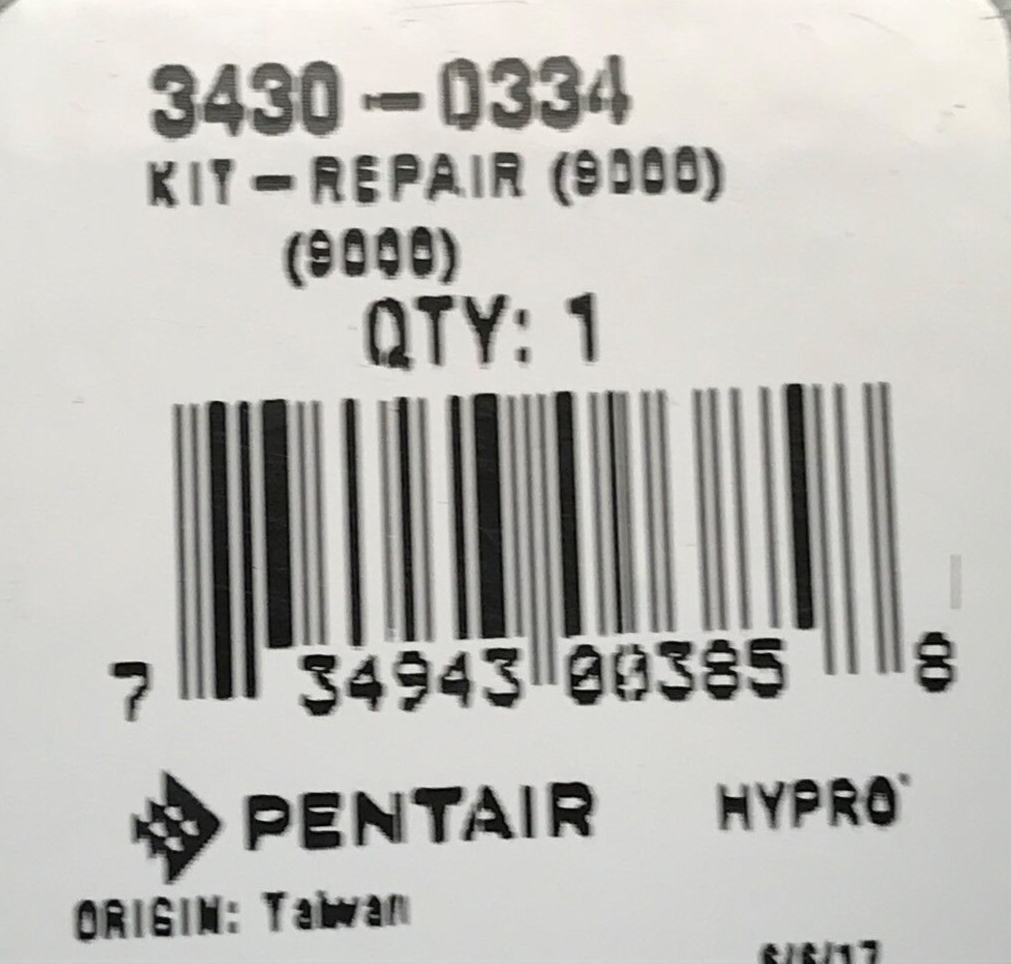 3430-0334
KIT-REPAIR (9000)
(9000)
QTY: 1
7 34943 00385 8
PENTAIR HYPRO
ORIGIN: Taiwan